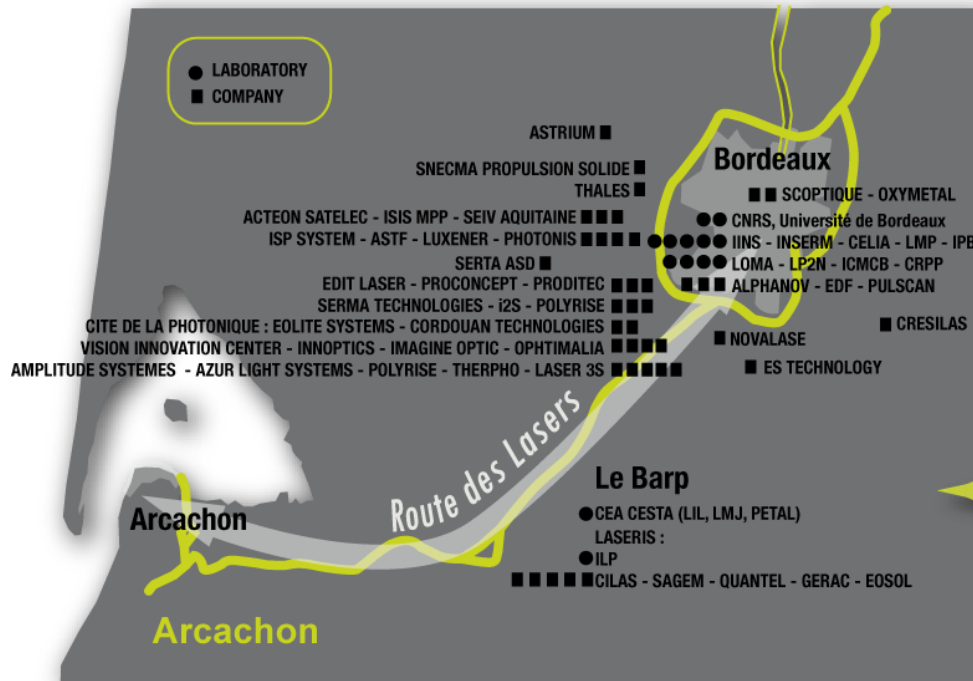 LABORATORY
COMPANY
ASTRIUM
Bordeaux
SNECMA PROPULSION SOLIDE
THALES
SCOPTIQUE - OXYMETAL
ACTEON SATELEC - ISIS MPP - SEIV AQUITAINE
CNRS, Université de Bordeaux
ISP SYSTEM - ASTF - LUXENER - PHOTONIS
IINS - INSERM - CELIA - LMP - IPB
SERTA ASD
LOMA - LP2N - ICMCB - CRPP
EDIT LASER - PROCONCEPT - PRODITEC
ALPHANOV - EDF - PULSCAN
SERMA TECHNOLOGIES - i2S - POLYRISE
CITE DE LA PHOTONIQUE : EOLITE SYSTEMS - CORDOUAN TECHNOLOGIES
CRESILAS
NOVALASE
VISION INNOVATION CENTER - INNOPTICS - IMAGINE OPTIC - OPHTIMALIA
AMPLITUDE SYSTEMES - AZUR LIGHT SYSTEMS - POLYRISE - THERPHO - LASER 3S
ES TECHNOLOGY
Route des Lasers
Le Barp
Arcachon
CEA CESTA (LIL, LMJ, PETAL)
LASERIS :
ILP
CILAS - SAGEM - QUANTEL - GERAC - EOSOL
Arcachon